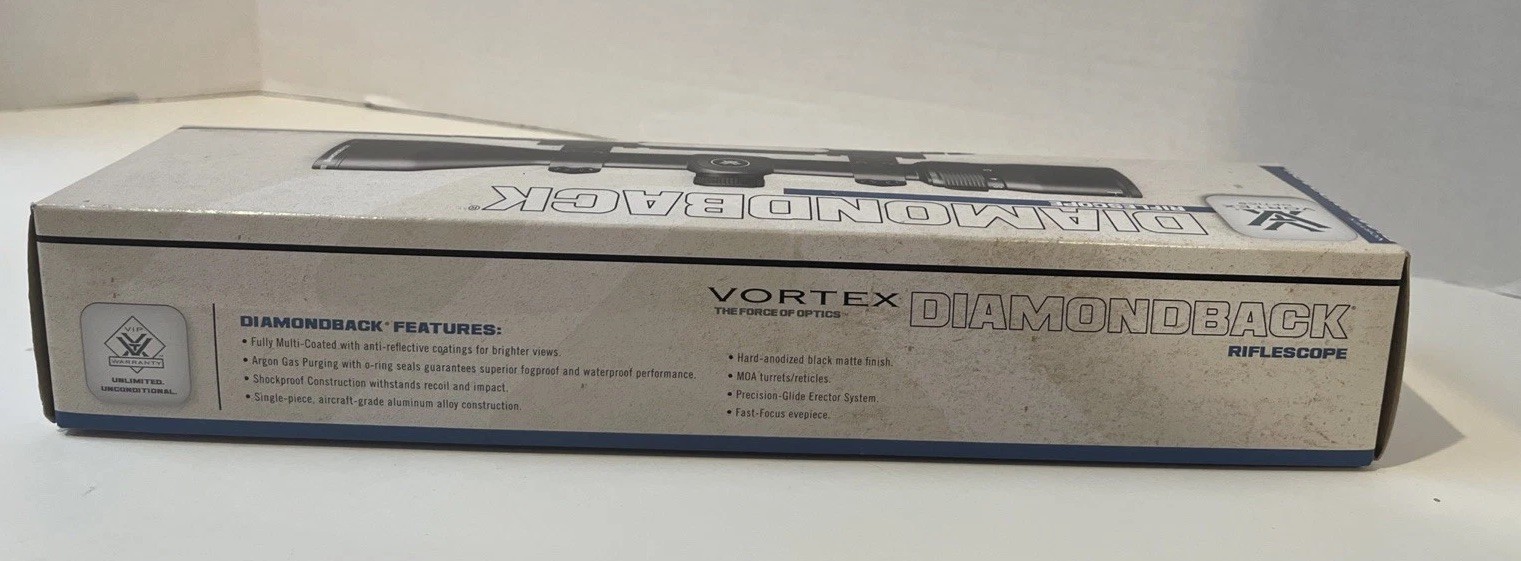 DIAMONDBACK®
RIFLESCOPE
VORTEX
ViP
WARRANTY
UNLIMITED.
UNCONDITIONAL.
DIAMONDBACK® FEATURES:
• Fully Multi-Coated with anti-reflective coatings for brighter views.
• Argon Gas Purging with o-ring seals guarantees superior fogproof and waterproof performance.
• Shockproof Construction withstands recoil and impact.
• Single-piece, aircraft-grade aluminum alloy construction.
VORTEX
THE FORCE OF OPTICS™
DIAMONDBACK®
RIFLESCOPE
• Hard-anodized black matte finish.
• MOA turrets/reticles.
• Precision-Glide Erector System.
• Fast-Focus eyepiece.